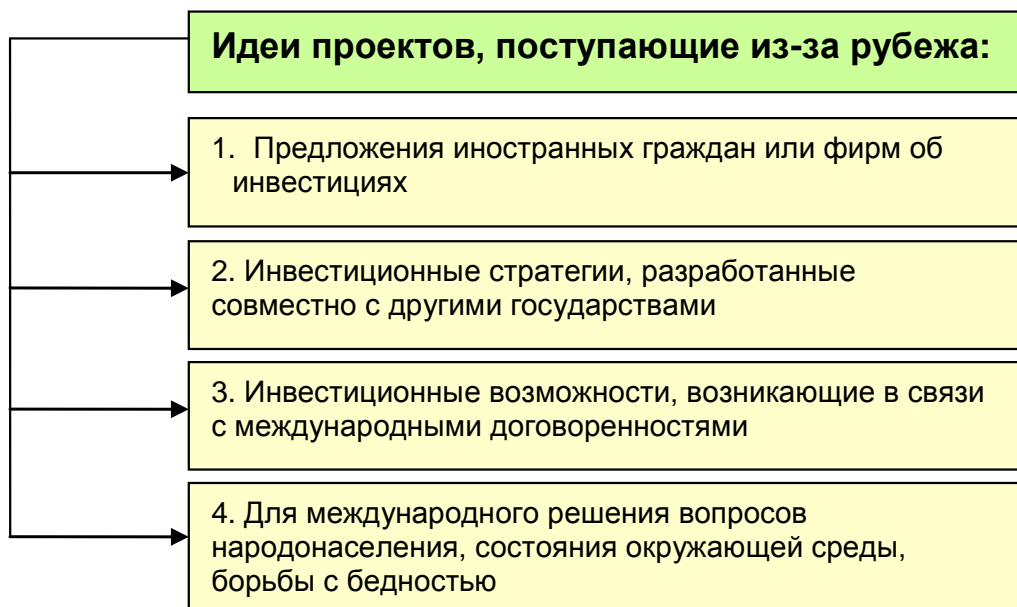 Идеи проектов, поступающие из-за рубежа:
1. Предложения иностранных граждан или фирм об
инвестициях
2. Инвестиционные стратегии, разработанные
совместно с другими государствами
3. Инвестиционные возможности, возникающие в связи
с международными договоренностями
4. Для международного решения вопросов
народонаселения, состояния окружающей среды,
борьбы с бедностью